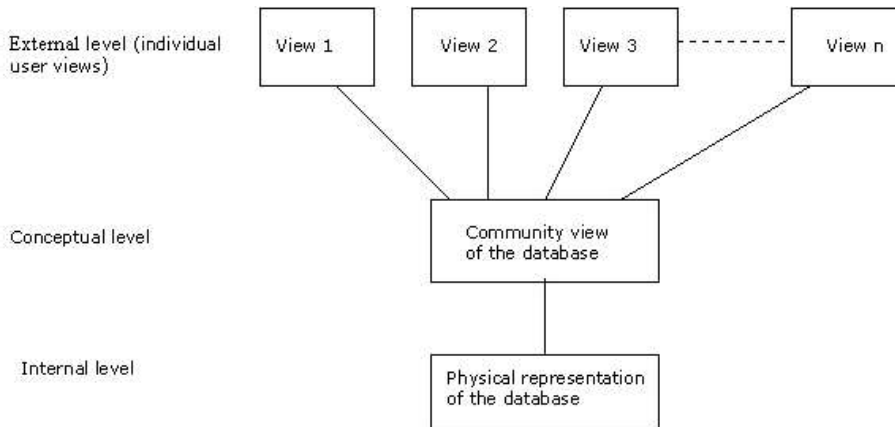 External level (individual
user views)
View 1
View 2
View 3
View n
Conceptual level
Community view
of the database
Internal level
Physical representation
of the database